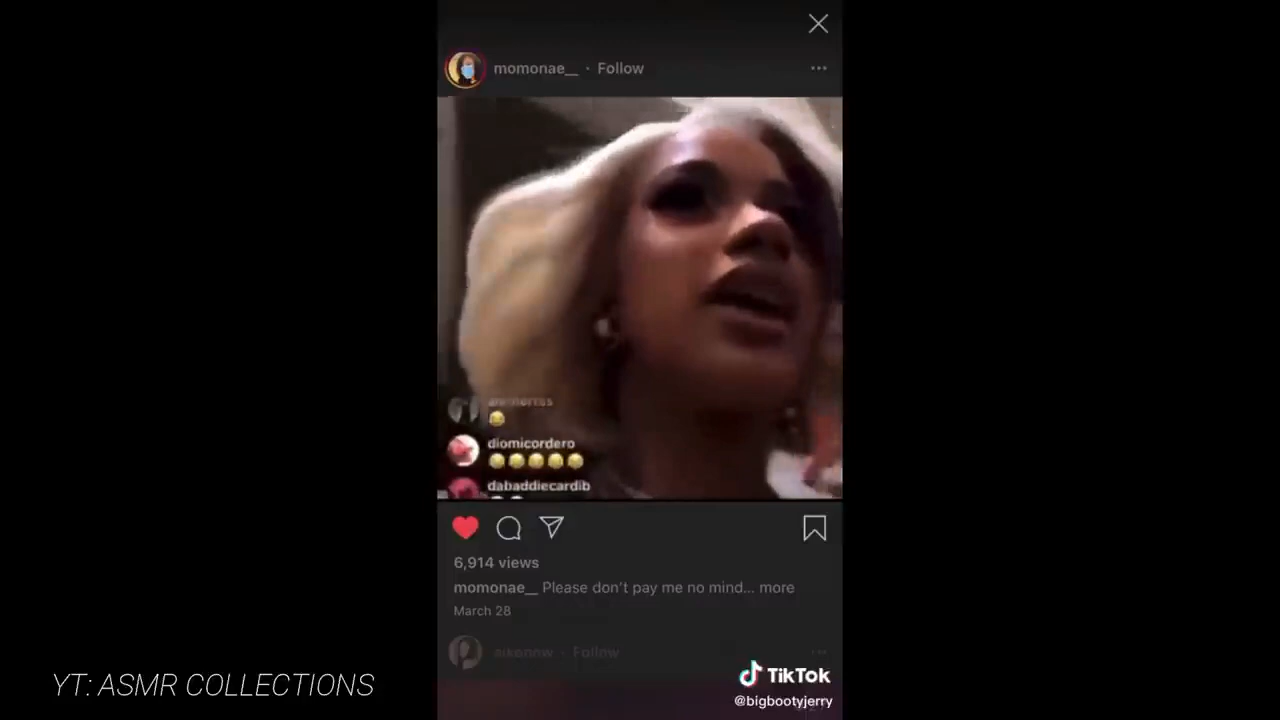 momonae__ · Follow
diomicordero
dabaddiecardib
6,914 views
momonae__ Please don't pay me no mind... more
March 28
Follow
TikTok
@bigbootyjerry
YT: ASMR COLLECTIONS